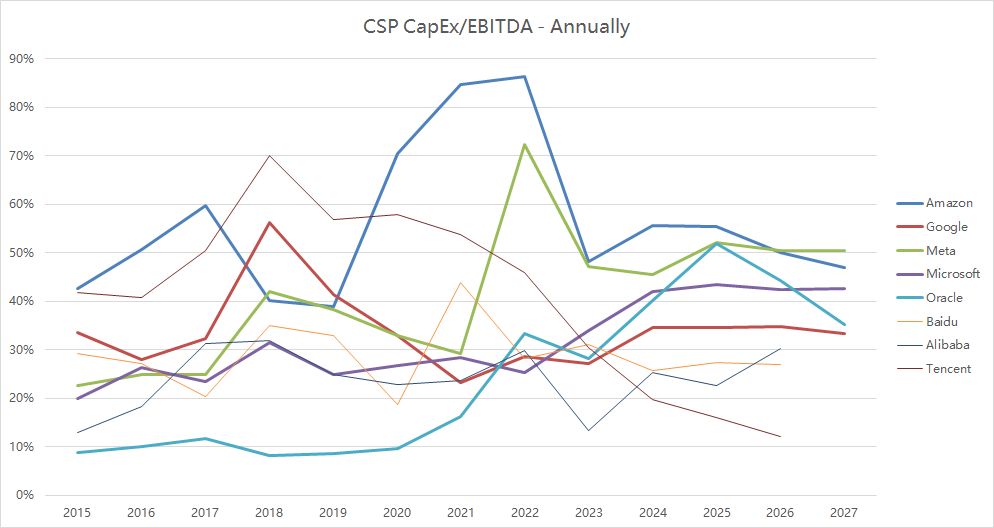 CSP CapEx/EBITDA - Annually
90%
80%
70%
60%
50%
40%
30%
20%
10%
0%
2015 2016 2017 2018 2019 2020 2021 2022 2023 2024 2025 2026 2027
Amazon
Google
Meta
Microsoft
Oracle
Baidu
Alibaba
Tencent